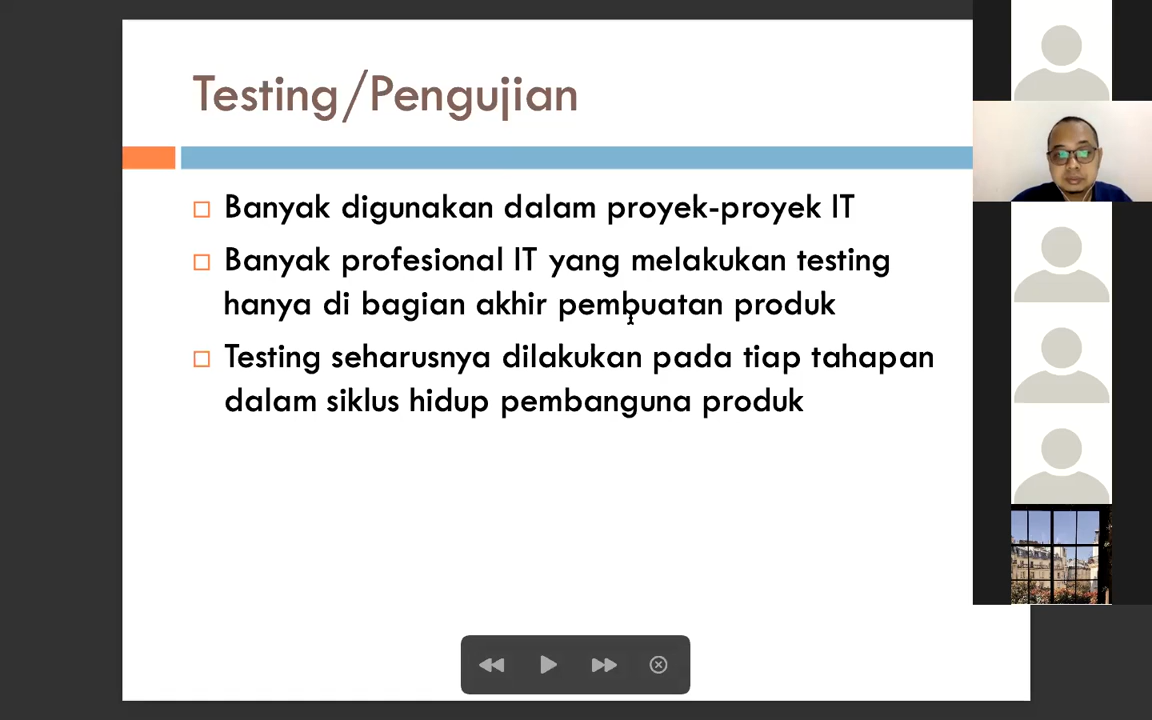 Testing/Pengujian
Banyak digunakan dalam proyek-proyek IT
Banyak profesional IT yang melakukan testing
hanya di bagian akhir pembuatan produk
Testing seharusnya dilakukan pada tiap tahapan
dalam siklus hidup pembanguna produk